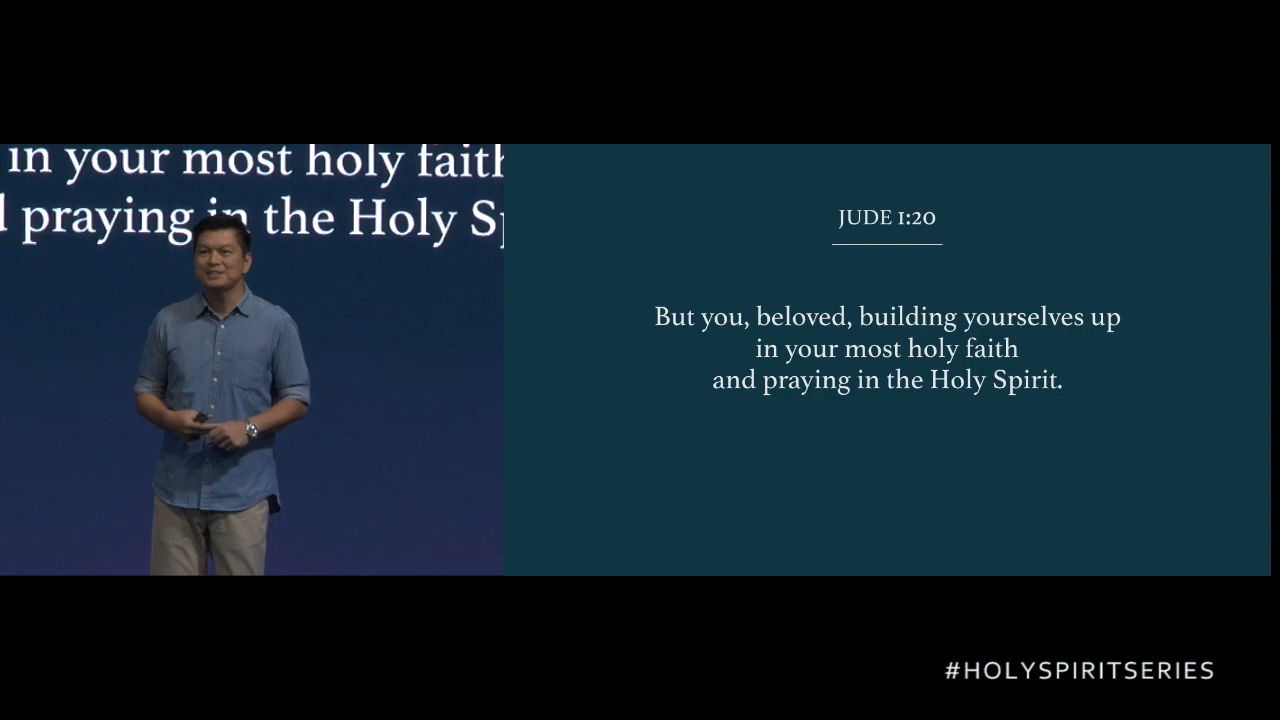 in your most holy faith
praying in the Holy
JUDE 1:20
But you, beloved, building yourselves up
in your most holy faith
and praying in the Holy Spirit.
#HOLYSPIRITSERIES